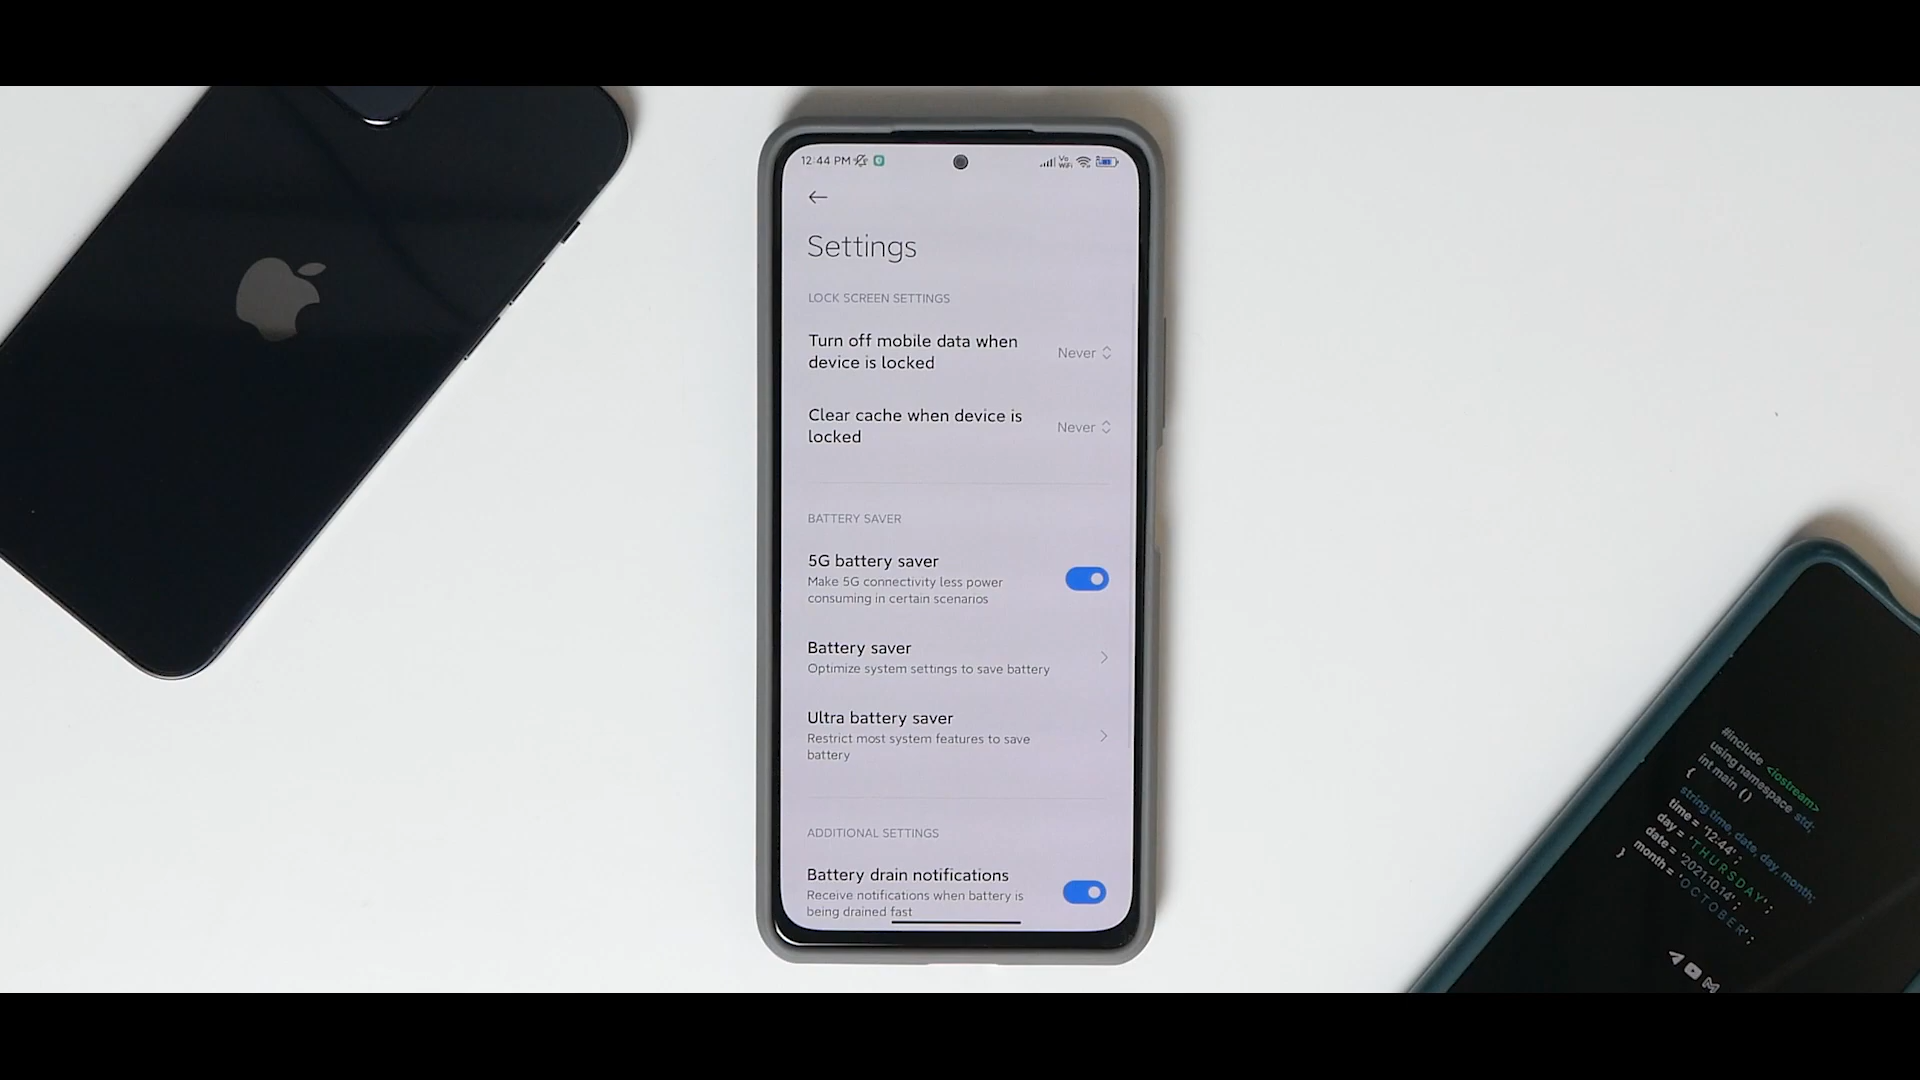 12:44 PM
Vo
WiFi
Settings
LOCK SCREEN SETTINGS
Turn off mobile data when
device is locked
Never
Clear cache when device is
locked
Never
BATTERY SAVER
5G battery saver
Make 5G connectivity less power
consuming in certain scenarios
Battery saver
Optimize system settings to save battery
Ultra battery saver
Restrict most system features to save
battery
ADDITIONAL SETTINGS
Battery drain notifications
Receive notifications when battery is
being drained fast
#include <iostream>
using namespace std;
int main ()
{
string time, date, day, month;
time = '12:44';
day = 'THURSDAY';
date = '2021.10.14';
month = 'OCTOBER';
}